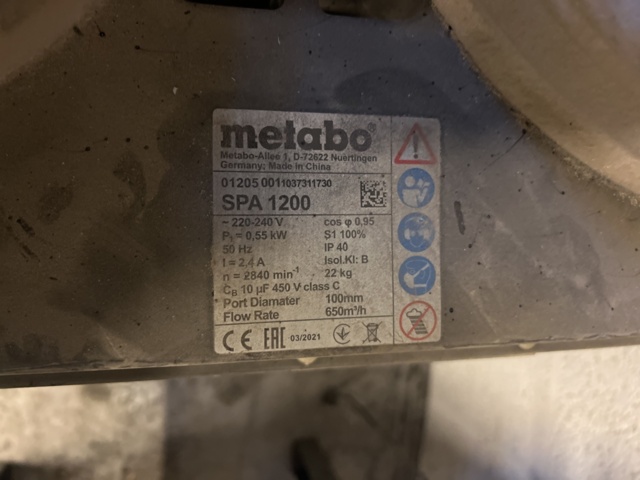 metabo®
Metabo-Allee 1, D-72622 Nuertingen
Germany, Made in China
01205 0011037311730
SPA 1200
~ 220-240 V cos φ 0,95
P₁ = 0,55 kW S1 100%
50 Hz IP 40
I = 2.4 A Isol.Kl: B
n = 2840 min⁻¹ 22 kg
CB 10 µF 450 V class C
Port Diamater 100mm
Flow Rate 650m³/h
CE EAC 03/2021